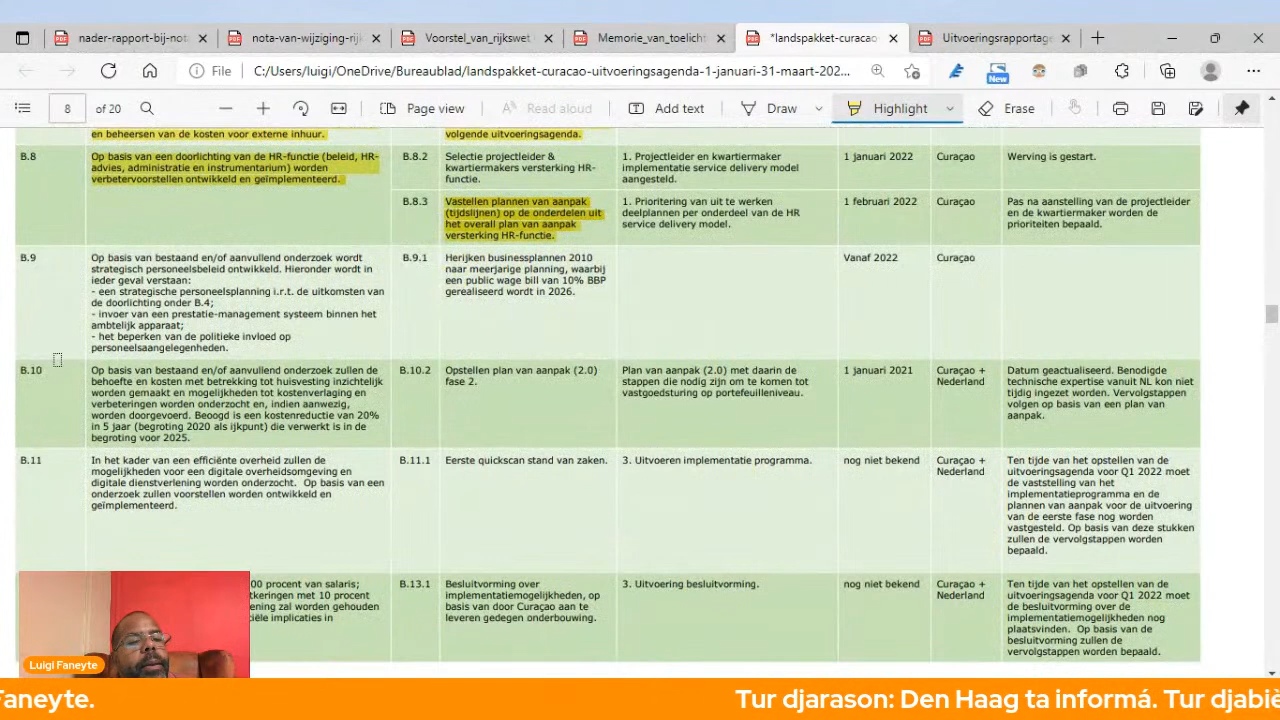 nader-rapport-bij-not
nota-van-wijziging-rijk
Voorstel_van_rijkswet
Memorie_van_toelicht
*landspakket-curacao
Uitvoeringsrapportage
File
C:/Users/luigi/OneDrive/Bureaublad/landspakket-curacao-uitvoeringsagenda-1-januari-31-maart-202...
New
8 of 20
Page view
Read aloud
Add text
Draw
Highlight
Erase
en beheersen van de kosten voor externe inhuur.
volgende uitvoeringsagenda.
B.8
Op basis van een doorlichting van de HR-functie (beleid, HR-
advies, administratie en instrumentarium) worden
verbetervoorstellen ontwikkeld en geïmplementeerd.
B.8.2
Selectie projectleider &
kwartiermakers versterking HR-
functie.
1. Projectleider en kwartiermaker
implementatie service delivery model
aangesteld.
1 januari 2022
Curaçao
Werving is gestart.
B.8.3
Vastellen plannen van aanpak
(tijdslijnen) op de onderdelen uit
het overall plan van aanpak
versterking HR-functie.
1. Prioritering van uit te werken
deelplannen per onderdeel van de HR
service delivery model.
1 februari 2022
Curaçao
Pas na aanstelling van de projectleider
en de kwartiermaker worden de
prioriteiten bepaald.
B.9
Op basis van bestaand en/of aanvullend onderzoek wordt
strategisch personeelsbeleid ontwikkeld. Hieronder wordt in
ieder geval verstaan:
- een strategische personeelsplanning i.r.t. de uitkomsten van
de doorlichting onder B.4;
- invoer van een prestatie-management systeem binnen het
ambtelijk apparaat;
- het beperken van de politieke invloed op
personeelsaangelegenheden.
B.9.1
Herijken businessplannen 2010
naar meerjarige planning, waarbij
een public wage bill van 10% BBP
gerealiseerd wordt in 2026.
Vanaf 2022
Curaçao
B.10
Op basis van bestaand en/of aanvullend onderzoek zullen de
behoefte en kosten met betrekking tot huisvesting inzichtelijk
worden gemaakt en mogelijkheden tot kostenverlaging en
verbeteringen worden onderzocht en, indien aanwezig,
worden doorgevoerd. Beoogd is een kostenreductie van 20%
in 5 jaar (begroting 2020 als ijkpunt) die verwerkt is in de
begroting voor 2025.
B.10.2
Opstellen plan van aanpak (2.0)
fase 2.
Plan van aanpak (2.0) met daarin de
stappen die nodig zijn om te komen tot
vastgoedsturing op portefeuilleniveau.
1 januari 2021
Curaçao +
Nederland
Datum geactualiseerd. Benodigde
technische expertise vanuit NL kon niet
tijdig ingezet worden. Vervolgstappen
volgen op basis van een plan van
aanpak.
B.11
In het kader van een efficiënte overheid zullen de
mogelijkheden voor een digitale overheidsomgeving en
digitale dienstverlening worden onderzocht. Op basis van een
onderzoek zullen voorstellen worden ontwikkeld en
geïmplementeerd.
B.11.1
Eerste quickscan stand van zaken.
3. Uitvoeren implementatie programma.
nog niet bekend
Curaçao +
Nederland
Ten tijde van het opstellen van de
uitvoeringsagenda voor Q1 2022 moet
de vaststelling van het
implementatieprogramma en de
plannen van aanpak voor de uitvoering
van de eerste fase nog worden
vastgesteld. Op basis van deze stukken
zullen de vervolgstappen worden
bepaald.
00 procent van salaris;
tkeringen met 10 procent
ening zal worden gehouden
ciële implicaties in
B.13.1
Besluitvorming over
implementatiemogelijkheden, op
basis van door Curaçao aan te
leveren gedegen onderbouwing.
3. Uitvoering besluitvorming.
nog niet bekend
Curaçao +
Nederland
Ten tijde van het opstellen van de
uitvoeringsagenda voor Q1 2022 moet
de besluitvorming over de
implementatiemogelijkheden nog
plaatsvinden. Op basis van de
besluitvorming zullen de
vervolgstappen worden bepaald.
Luigi Faneyte
Faneyte.
Tur djarason: Den Haag ta informá. Tur djabiè